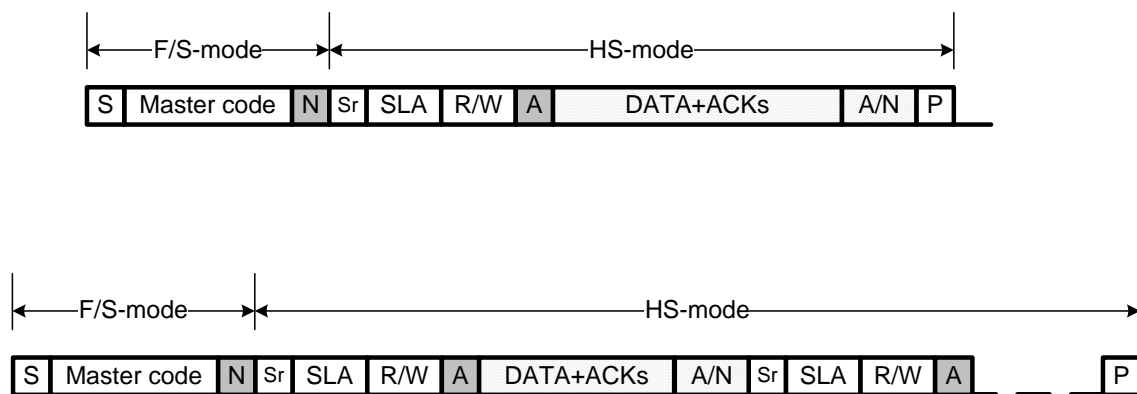 F/S-mode HS-mode
S Master code N Sr SLA R/W A DATA+ACKs A/N P
F/S-mode HS-mode
S Master code N Sr SLA R/W A DATA+ACKs A/N Sr SLA R/W A P